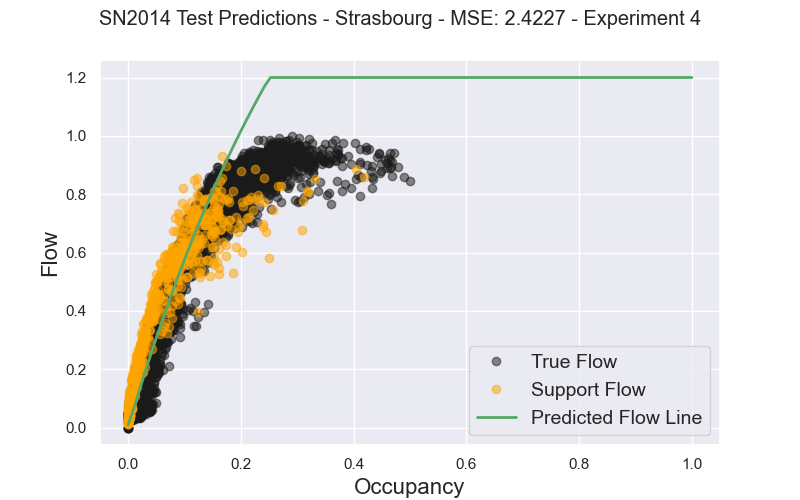 SN2014 Test Predictions - Strasbourg - MSE: 2.4227 - Experiment 4
1.2
1.0
0.8
0.6
0.4
0.2
0.0
Flow
True Flow
Support Flow
Predicted Flow Line
0.0 0.2 0.4 0.6 0.8 1.0
Occupancy